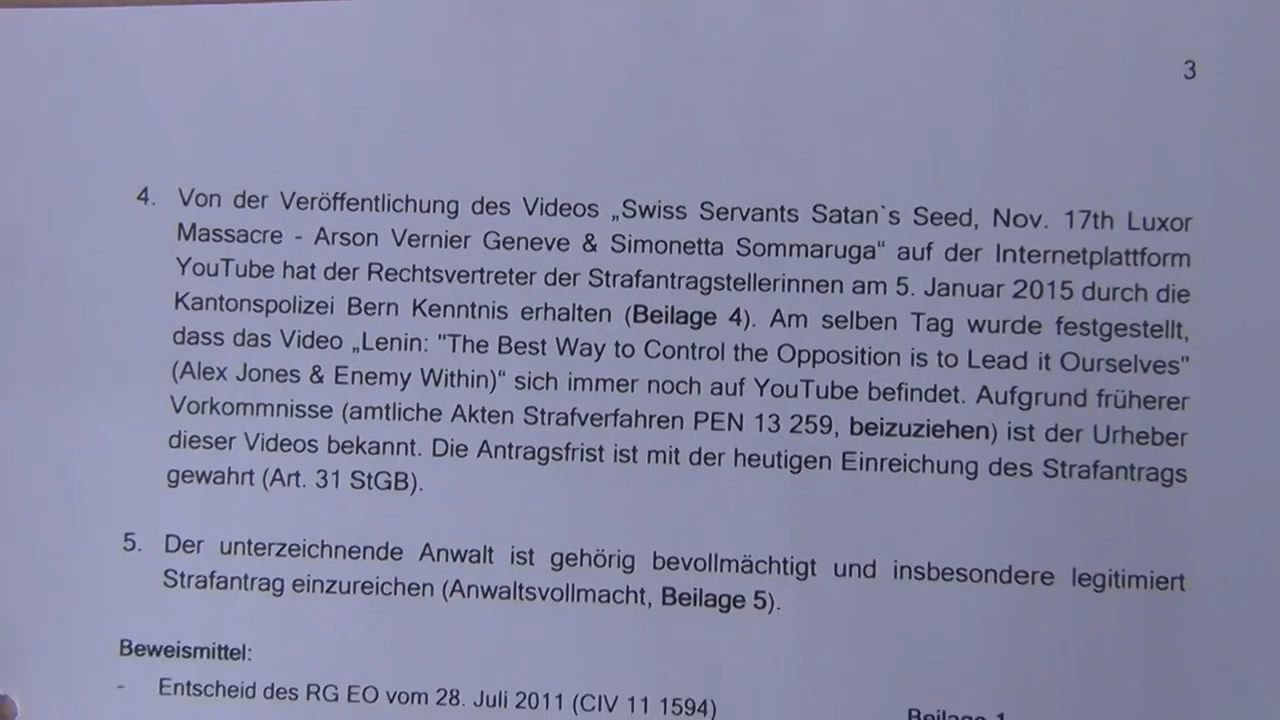 3
4. Von der Veröffentlichung des Videos „Swiss Servants Satan`s Seed, Nov. 17th Luxor
Massacre - Arson Vernier Geneve & Simonetta Sommaruga“ auf der Internetplattform
YouTube hat der Rechtsvertreter der Strafantragstellerinnen am 5. Januar 2015 durch die
Kantonspolizei Bern Kenntnis erhalten (Beilage 4). Am selben Tag wurde festgestellt,
dass das Video „Lenin: "The Best Way to Control the Opposition is to Lead it Ourselves"
(Alex Jones & Enemy Within)“ sich immer noch auf YouTube befindet. Aufgrund früherer
Vorkommnisse (amtliche Akten Strafverfahren PEN 13 259, beizuziehen) ist der Urheber
dieser Videos bekannt. Die Antragsfrist ist mit der heutigen Einreichung des Strafantrags
gewahrt (Art. 31 StGB).
5. Der unterzeichnende Anwalt ist gehörig bevollmächtigt und insbesondere legitimiert
Strafantrag einzureichen (Anwaltsvollmacht, Beilage 5).
Beweismittel:
- Entscheid des RG EO vom 28. Juli 2011 (CIV 11 1594)
Beilage 1